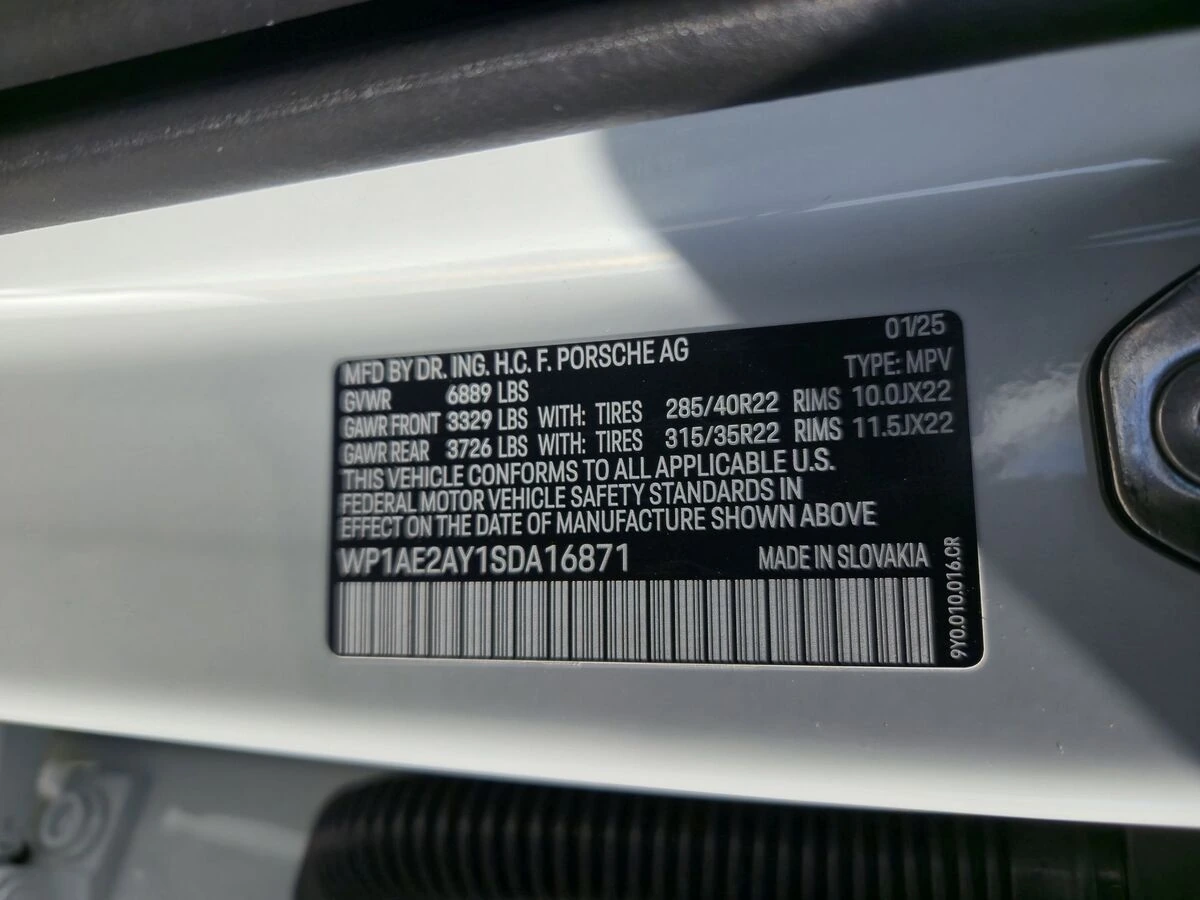 01/25
MFD BY DR. ING. H.C. F. PORSCHE AG TYPE: MPV
GVWR 6889 LBS
GAWR FRONT 3329 LBS WITH: TIRES 285/40R22 RIMS 10.0JX22
GAWR REAR 3726 LBS WITH: TIRES 315/35R22 RIMS 11.5JX22
THIS VEHICLE CONFORMS TO ALL APPLICABLE U.S.
FEDERAL MOTOR VEHICLE SAFETY STANDARDS IN
EFFECT ON THE DATE OF MANUFACTURE SHOWN ABOVE
WP1AE2AY1SDA16871 MADE IN SLOVAKIA
9Y0.010.016.CR